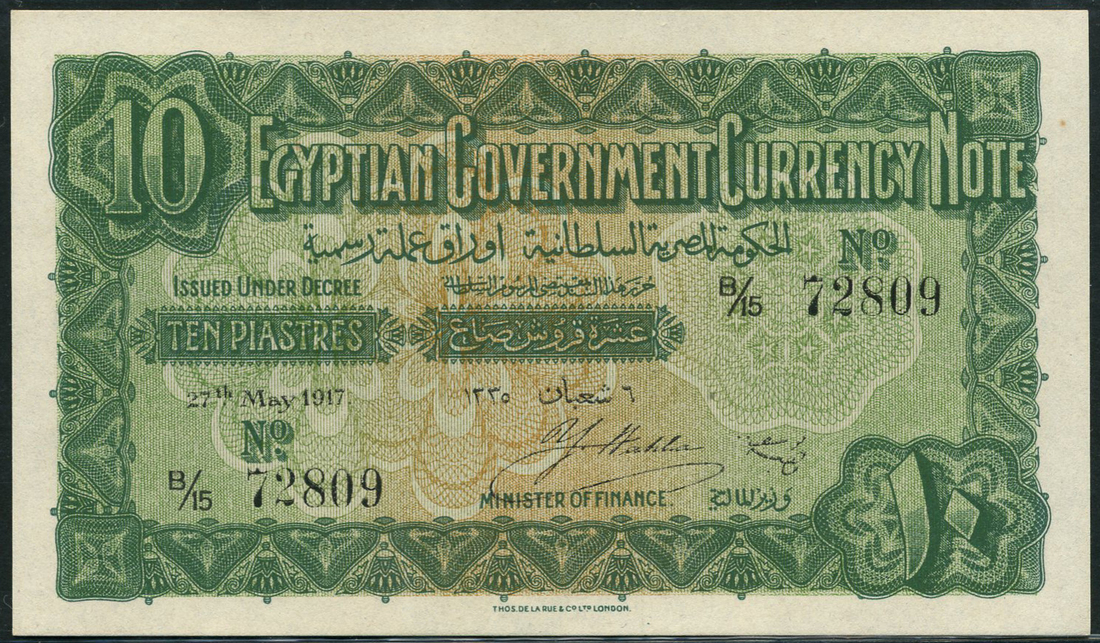 10
EGYPTIAN GOVERNMENT CURRENCY NOTE
الحكومة المصرية السلطانية اوراق عملة رسمية
No.
B/15 72809
ISSUED UNDER DECREE
TEN PIASTRES
عشرة قروش صاغ
27th May 1917.
٦ شعبان ١٣٣٥
No.
B/15 72809
MINISTER OF FINANCE.
وزير المالية
١٠
THOS. DE LA RUE & CO LTD LONDON.